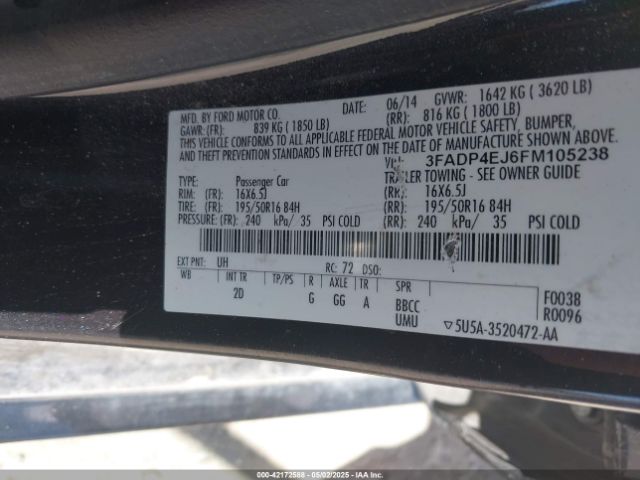 MFD. BY FORD MOTOR CO. DATE: 06/14 GVWR: 1642 KG ( 3620 LB)
GAWR: (FR): 839 KG ( 1850 LB) (RR): 816 KG ( 1800 LB)
THIS VEHICLE CONFORMS TO ALL APPLICABLE FEDERAL MOTOR VEHICLE SAFETY, BUMPER,
AND THEFT PREVENTION STANDARDS IN EFFECT ON THE DATE OF MANUFACTURE SHOWN ABOVE.
VIN: 3FADP4EJ6FM105238
TYPE: Passenger Car TRAILER TOWING - SEE OWNER GUIDE
RIM: (FR): 16X6.5J (RR): 16X6.5J
TIRE: (FR): 195/50R16 84H (RR): 195/50R16 84H
PRESSURE: (FR): 240 kPa/ 35 PSI COLD (RR): 240 kPa/ 35 PSI COLD
EXT PNT: UH RC: 72 DSO:
WB INT TR TP/PS R AXLE TR SPR F0038
2D G GG A BBCC R0096
UMU ▽5U5A-3520472-AA
000-42172588 - 05/02/2025 - IAA Inc.